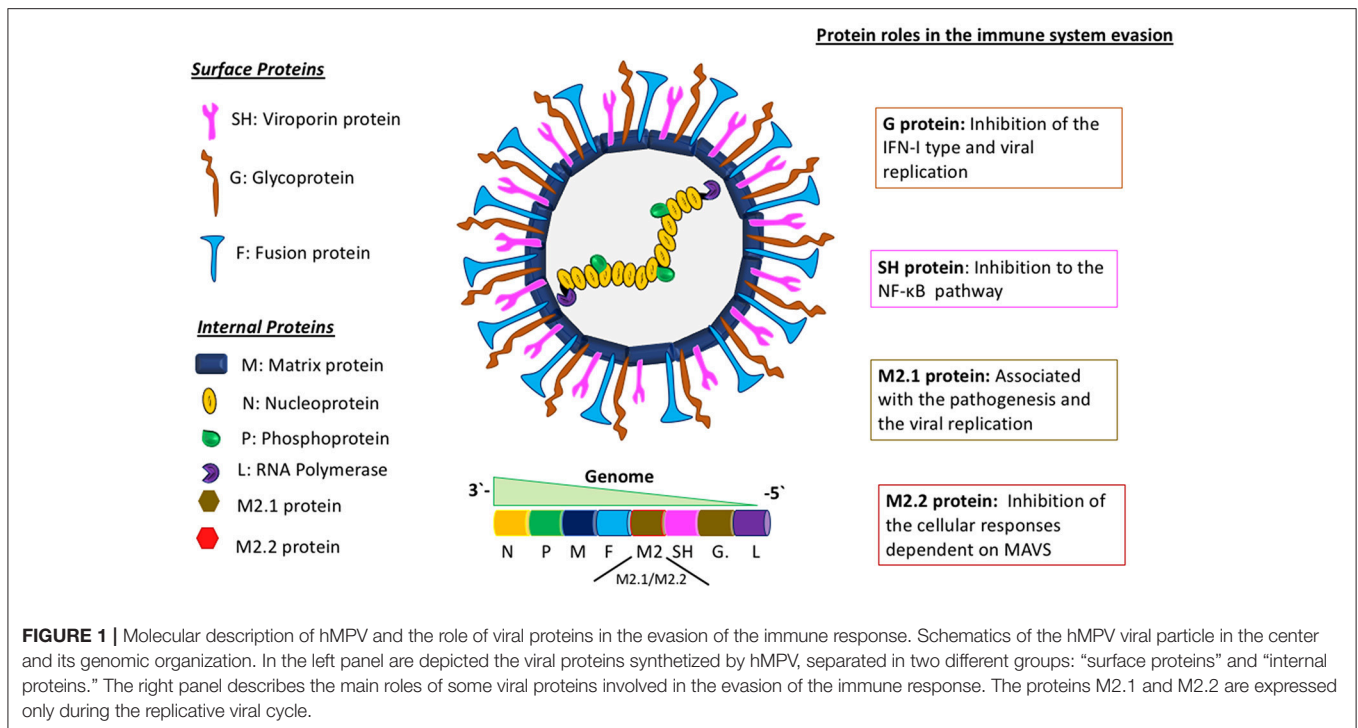 Protein roles in the immune system evasion
Surface Proteins
SH: Viroporin protein
G: Glycoprotein
F: Fusion protein
Internal Proteins
M: Matrix protein
N: Nucleoprotein
P: Phosphoprotein
L: RNA Polymerase
M2.1 protein
M2.2 protein
Genome
3`-
-5`
N P M F M2 SH G. L
M2.1/M2.2
G protein: Inhibition of the
IFN-I type and viral
replication
SH protein: Inhibition to the
NF-κB pathway
M2.1 protein: Associated
with the pathogenesis and
the viral replication
M2.2 protein: Inhibition of
the cellular responses
dependent on MAVS
FIGURE 1 | Molecular description of hMPV and the role of viral proteins in the evasion of the immune response. Schematics of the hMPV viral particle in the center
and its genomic organization. In the left panel are depicted the viral proteins synthetized by hMPV, separated in two different groups: “surface proteins” and “internal
proteins.” The right panel describes the main roles of some viral proteins involved in the evasion of the immune response. The proteins M2.1 and M2.2 are expressed
only during the replicative viral cycle.